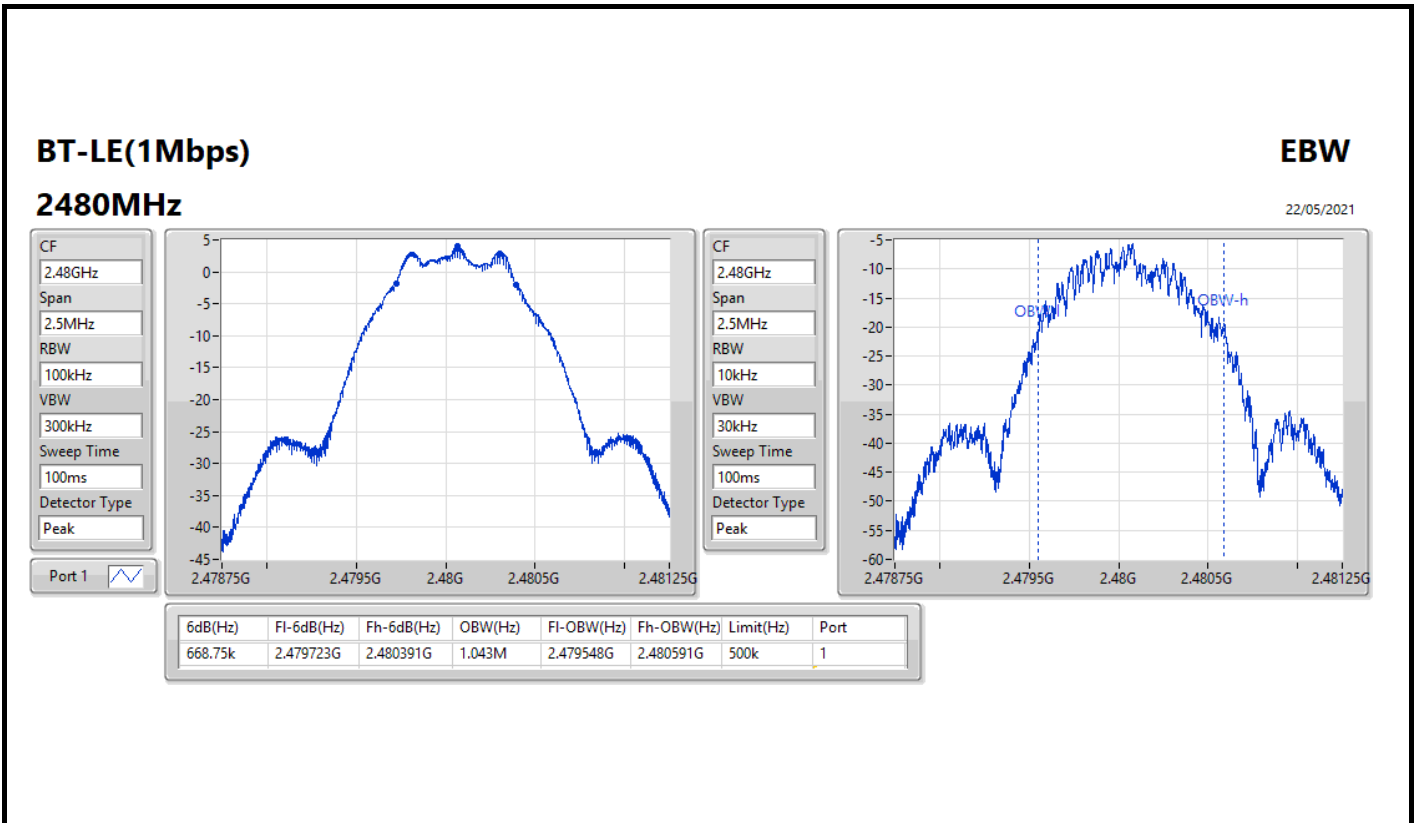 BT-LE(1Mbps)
EBW
2480MHz
22/05/2021
CF
2.48GHz
Span
2.5MHz
RBW
100kHz
VBW
300kHz
Sweep Time
100ms
Detector Type
Peak
Port 1
5
0
-5
-10
-15
-20
-25
-30
-35
-40
-45
2.47875G 2.4795G 2.48G 2.4805G 2.48125G
CF
2.48GHz
Span
2.5MHz
RBW
10kHz
VBW
30kHz
Sweep Time
100ms
Detector Type
Peak
-5
-10
-15
-20
-25
-30
-35
-40
-45
-50
-55
-60
OBW-h
2.47875G 2.4795G 2.48G 2.4805G 2.48125G
6dB(Hz) Fl-6dB(Hz) Fh-6dB(Hz) OBW(Hz) Fl-OBW(Hz) Fh-OBW(Hz) Limit(Hz) Port
668.75k 2.479723G 2.480391G 1.043M 2.479548G 2.480591G 500k 1